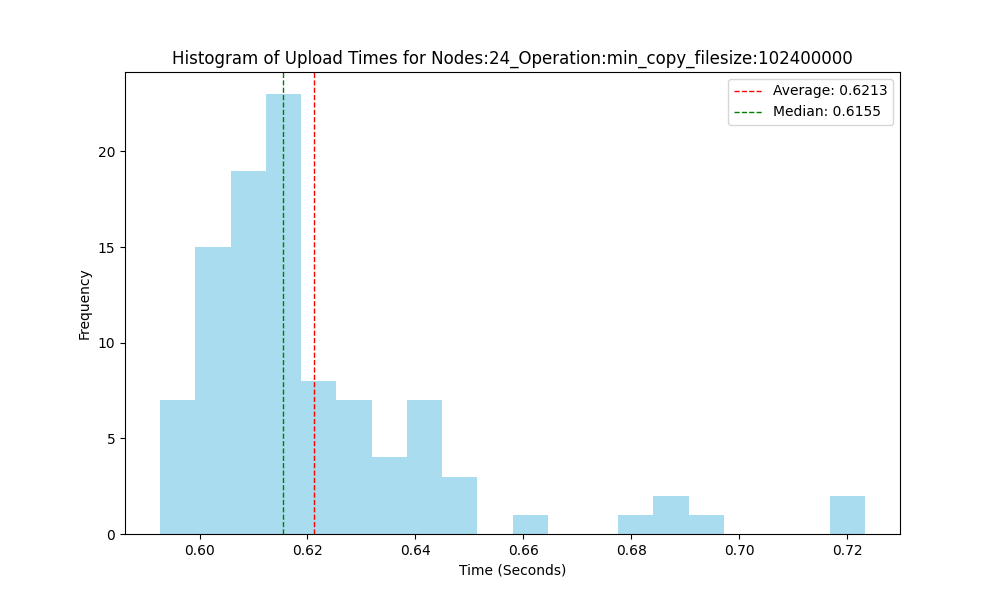 Histogram of Upload Times for Nodes:24_Operation:min_copy_filesize:102400000
Average: 0.6213
Median: 0.6155
Frequency
20
15
10
5
0
0.60 0.62 0.64 0.66 0.68 0.70 0.72
Time (Seconds)